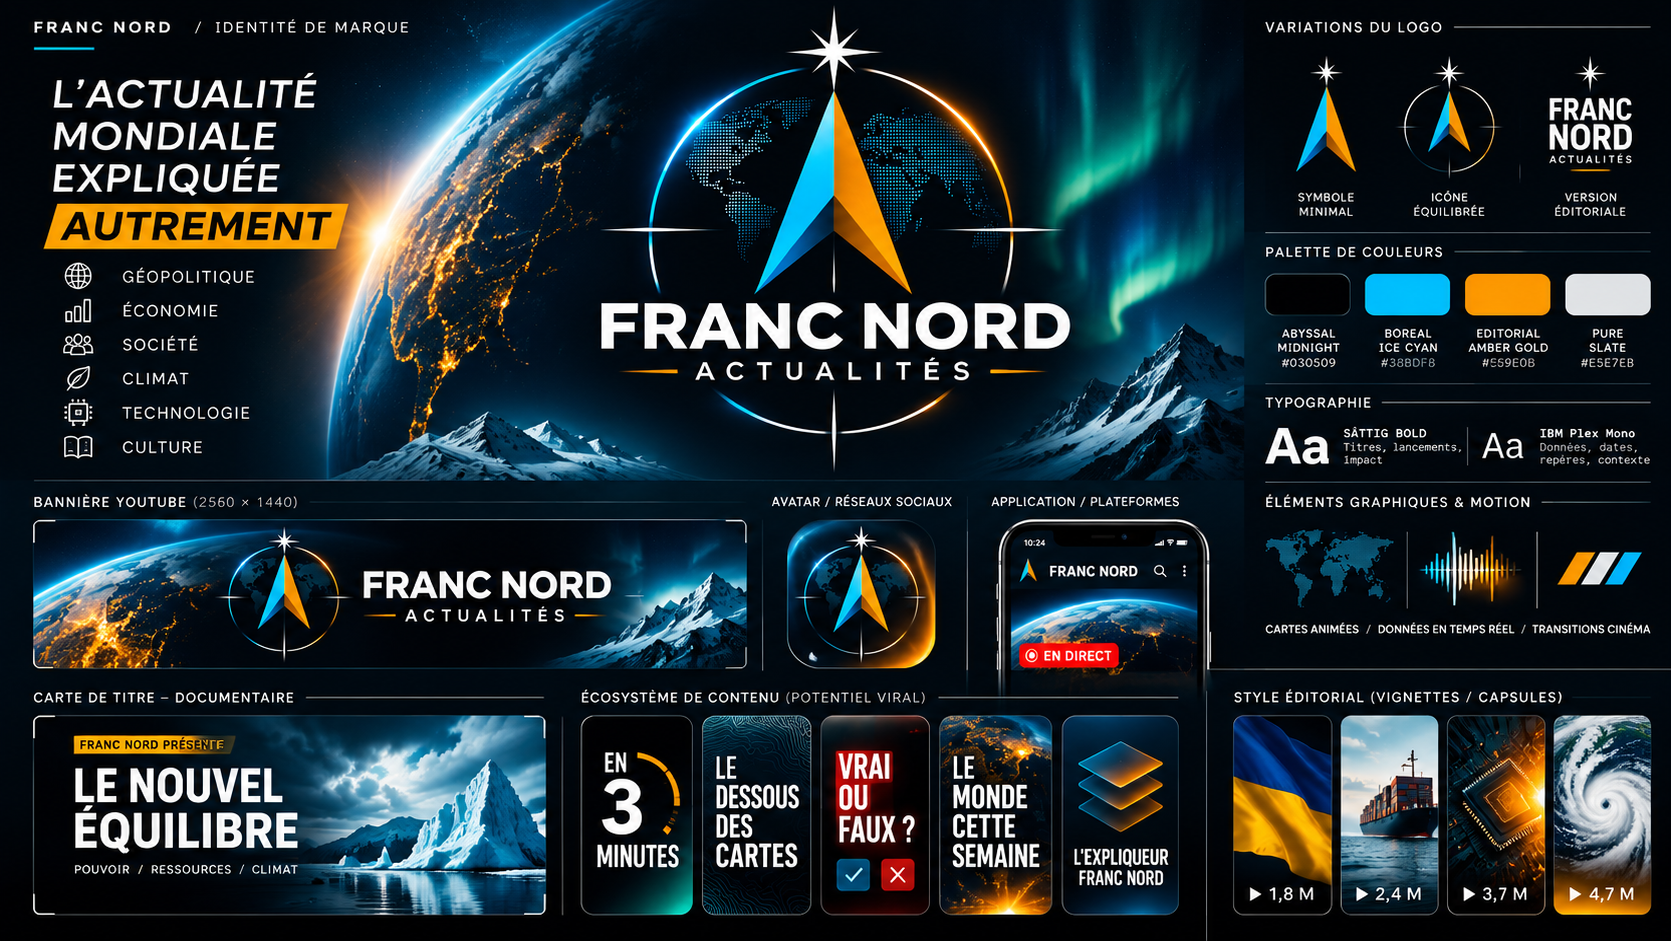 FRANC NORD / IDENTITÉ DE MARQUE
L'ACTUALITÉ
MONDIALE
EXPLIQUÉE
AUTREMENT
GÉOPOLITIQUE
ÉCONOMIE
SOCIÉTÉ
CLIMAT
TECHNOLOGIE
CULTURE
FRANC NORD
ACTUALITÉS
VARIATIONS DU LOGO
FRANC
NORD
ACTUALITÉS
SYMBOLE
MINIMAL
ICÔNE
ÉQUILIBRÉE
VERSION
ÉDITORIALE
PALETTE DE COULEURS
ABYSSAL
MIDNIGHT
#030509
BOREAL
ICE CYAN
#38BDF8
EDITORIAL
AMBER GOLD
#559E0B
PURE
SLATE
#E5E7EB
TYPOGRAPHIE
Aa
SÂTTIG BOLD
Titres, lancements,
impact
Aa
IBM Plex Mono
Données, dates,
repères, contexte
ÉLÉMENTS GRAPHIQUES & MOTION
CARTES ANIMÉES / DONNÉES EN TEMPS RÉEL / TRANSITIONS CINÉMA
BANNIÈRE YOUTUBE (2560 × 1440)
FRANC NORD
ACTUALITÉS
AVATAR / RÉSEAUX SOCIAUX
APPLICATION / PLATEFORMES
10:24
FRANC NORD
EN DIRECT
CARTE DE TITRE – DOCUMENTAIRE
FRANC NORD PRÉSENTE
LE NOUVEL
ÉQUILIBRE
POUVOIR / RESSOURCES / CLIMAT
ÉCOSYSTÈME DE CONTENU (POTENTIEL VIRAL)
EN
3
MINUTES
LE
DESSOUS
DES
CARTES
VRAI
OU
FAUX ?
LE
MONDE
CETTE
SEMAINE
L'EXPLIQUEUR
FRANC NORD
STYLE ÉDITORIAL (VIGNETTES / CAPSULES)
1,8 M
2,4 M
3,7 M
4,7 M